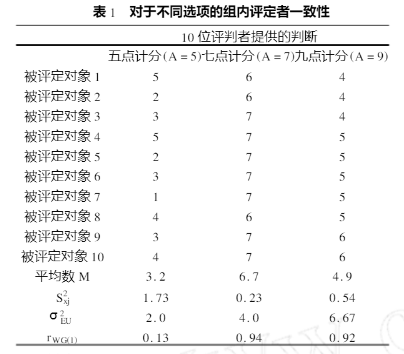 表 1 对于不同选项的组内评定者一致性
10 位评判者提供的判断
五点计分(A = 5) 七点计分(A = 7) 九点计分(A = 9)
被评定对象 1 5 6 4
被评定对象 2 2 6 4
被评定对象 3 3 7 4
被评定对象 4 5 7 5
被评定对象 5 2 7 5
被评定对象 6 3 7 5
被评定对象 7 1 7 5
被评定对象 8 4 6 5
被评定对象 9 3 7 6
被评定对象 10 4 7 6
平均数 M 3.2 6.7 4.9
S²xj 1.73 0.23 0.54
σ²EU 2.0 4.0 6.67
rWG(1) 0.13 0.94 0.92